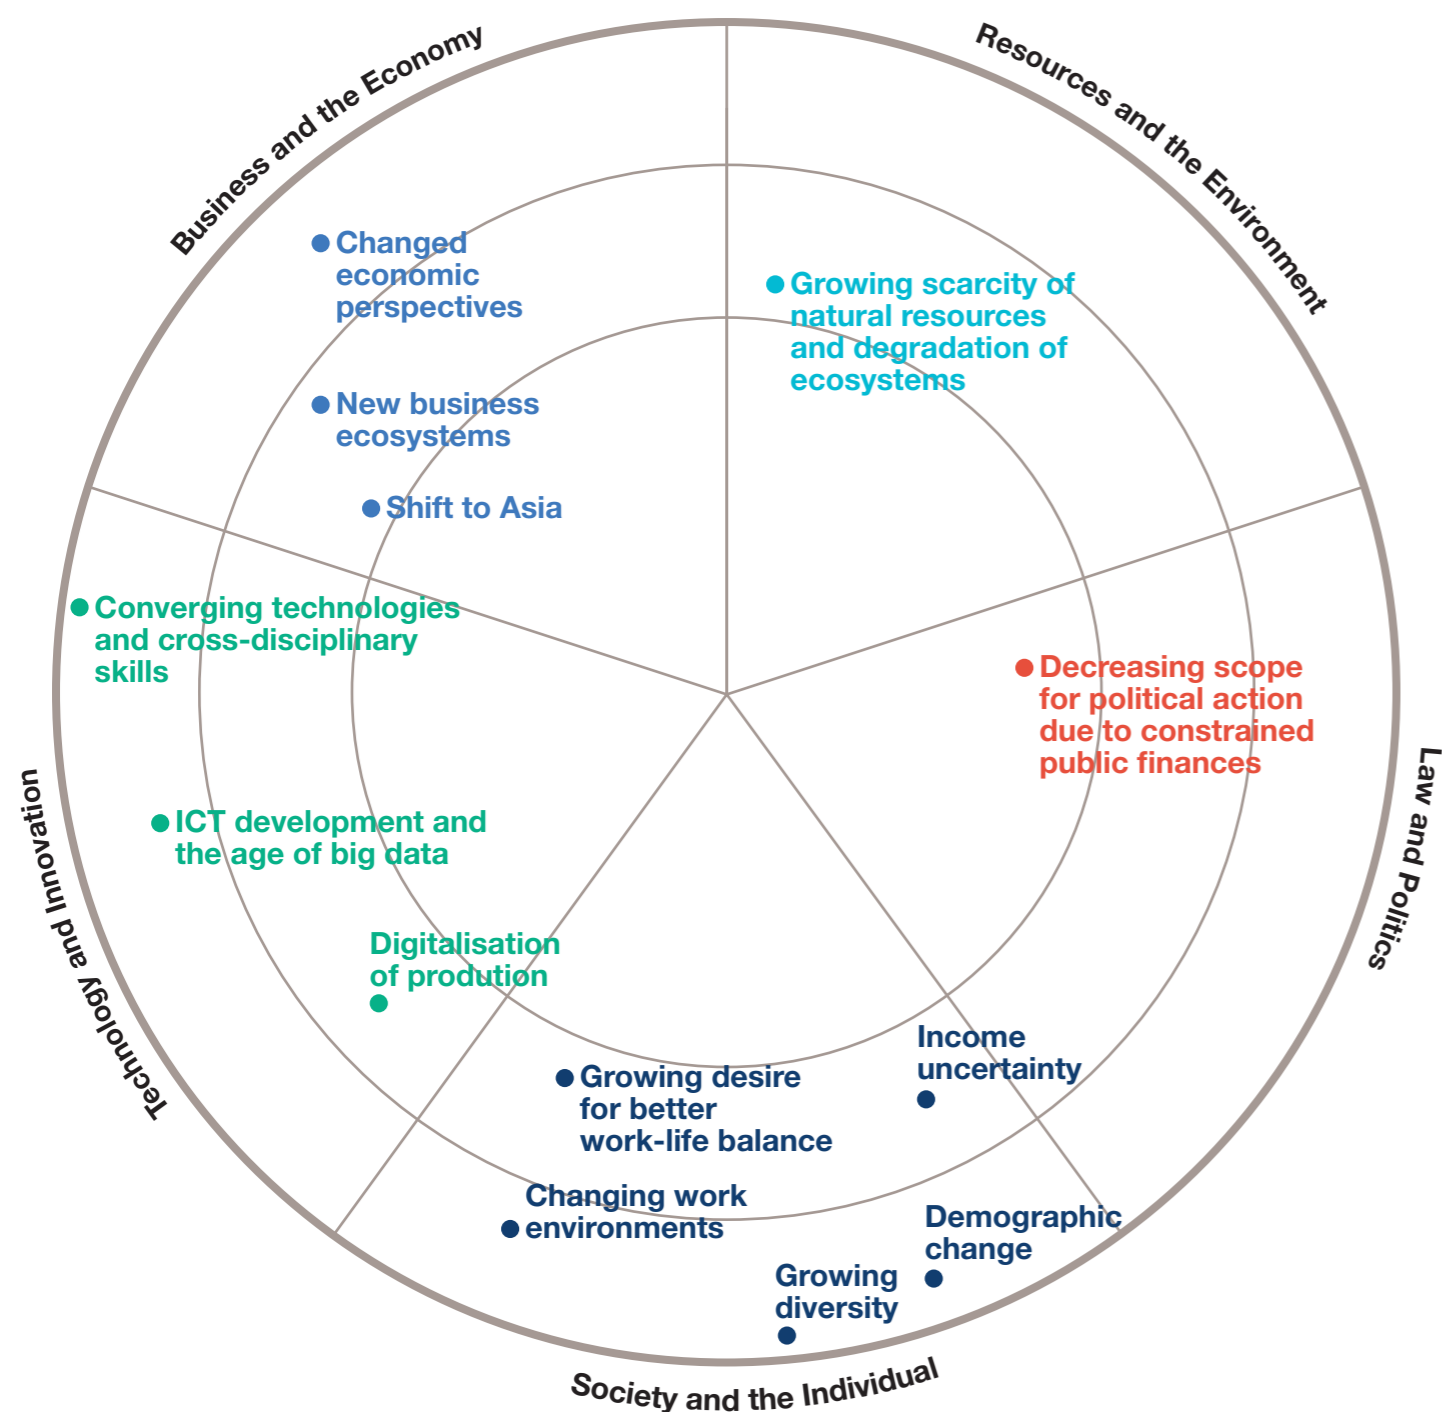 Business and the Economy
Resources and the Environment
Changed
economic
perspectives
Growing scarcity of
natural resources
and degradation of
ecosystems
New business
ecosystems
Shift to Asia
Converging technologies
and cross-disciplinary
skills
Decreasing scope
for political action
due to constrained
public finances
Law and Politics
Technology and Innovation
ICT development and
the age of big data
Digitalisation
of prodution
Income
uncertainty
Growing desire
for better
work-life balance
Changing work
environments
Demographic
change
Growing
diversity
Society and the Individual